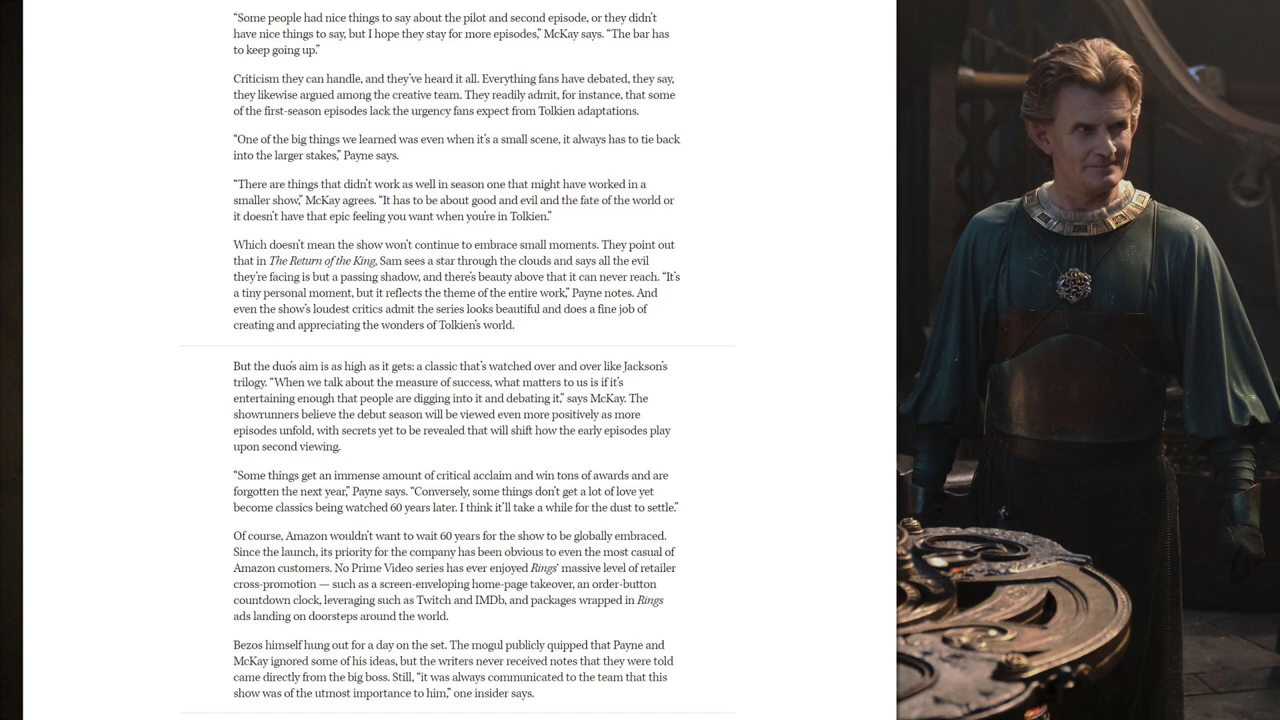 “Some people had nice things to say about the pilot and second episode, or they didn’t
have nice things to say, but I hope they stay for more episodes,” McKay says. “The bar has
to keep going up.”
Criticism they can handle, and they’ve heard it all. Everything fans have debated, they say,
they likewise argued among the creative team. They readily admit, for instance, that some
of the first-season episodes lack the urgency fans expect from Tolkien adaptations.
“One of the big things we learned was even when it’s a small scene, it always has to tie back
into the larger stakes,” Payne says.
“There are things that didn’t work as well in season one that might have worked in a
smaller show,” McKay agrees. “It has to be about good and evil and the fate of the world or
it doesn’t have that epic feeling you want when you’re in Tolkien.”
Which doesn’t mean the show won’t continue to embrace small moments. They point out
that in The Return of the King, Sam sees a star through the clouds and says all the evil
they’re facing is but a passing shadow, and there’s beauty above that it can never reach. “It’s
a tiny personal moment, but it reflects the theme of the entire work,” Payne notes. And
even the show’s loudest critics admit the series looks beautiful and does a fine job of
creating and appreciating the wonders of Tolkien’s world.
But the duo’s aim is as high as it gets: a classic that’s watched over and over like Jackson’s
trilogy. “When we talk about the measure of success, what matters to us is if it’s
entertaining enough that people are digging into it and debating it,” says McKay. The
showrunners believe the debut season will be viewed even more positively as more
episodes unfold, with secrets yet to be revealed that will shift how the early episodes play
upon second viewing.
“Some things get an immense amount of critical acclaim and win tons of awards and are
forgotten the next year,” Payne says. “Conversely, some things don’t get a lot of love yet
become classics being watched 60 years later. I think it’ll take a while for the dust to settle.”
Of course, Amazon wouldn’t want to wait 60 years for the show to be globally embraced.
Since the launch, its priority for the company has been obvious to even the most casual of
Amazon customers. No Prime Video series has ever enjoyed Rings’ massive level of retailer
cross-promotion — such as a screen-enveloping home-page takeover, an order-button
countdown clock, leveraging such as Twitch and IMDb, and packages wrapped in Rings
ads landing on doorsteps around the world.
Bezos himself hung out for a day on the set. The mogul publicly quipped that Payne and
McKay ignored some of his ideas, but the writers never received notes that they were told
came directly from the big boss. Still, “it was always communicated to the team that this
show was of the utmost importance to him,” one insider says.